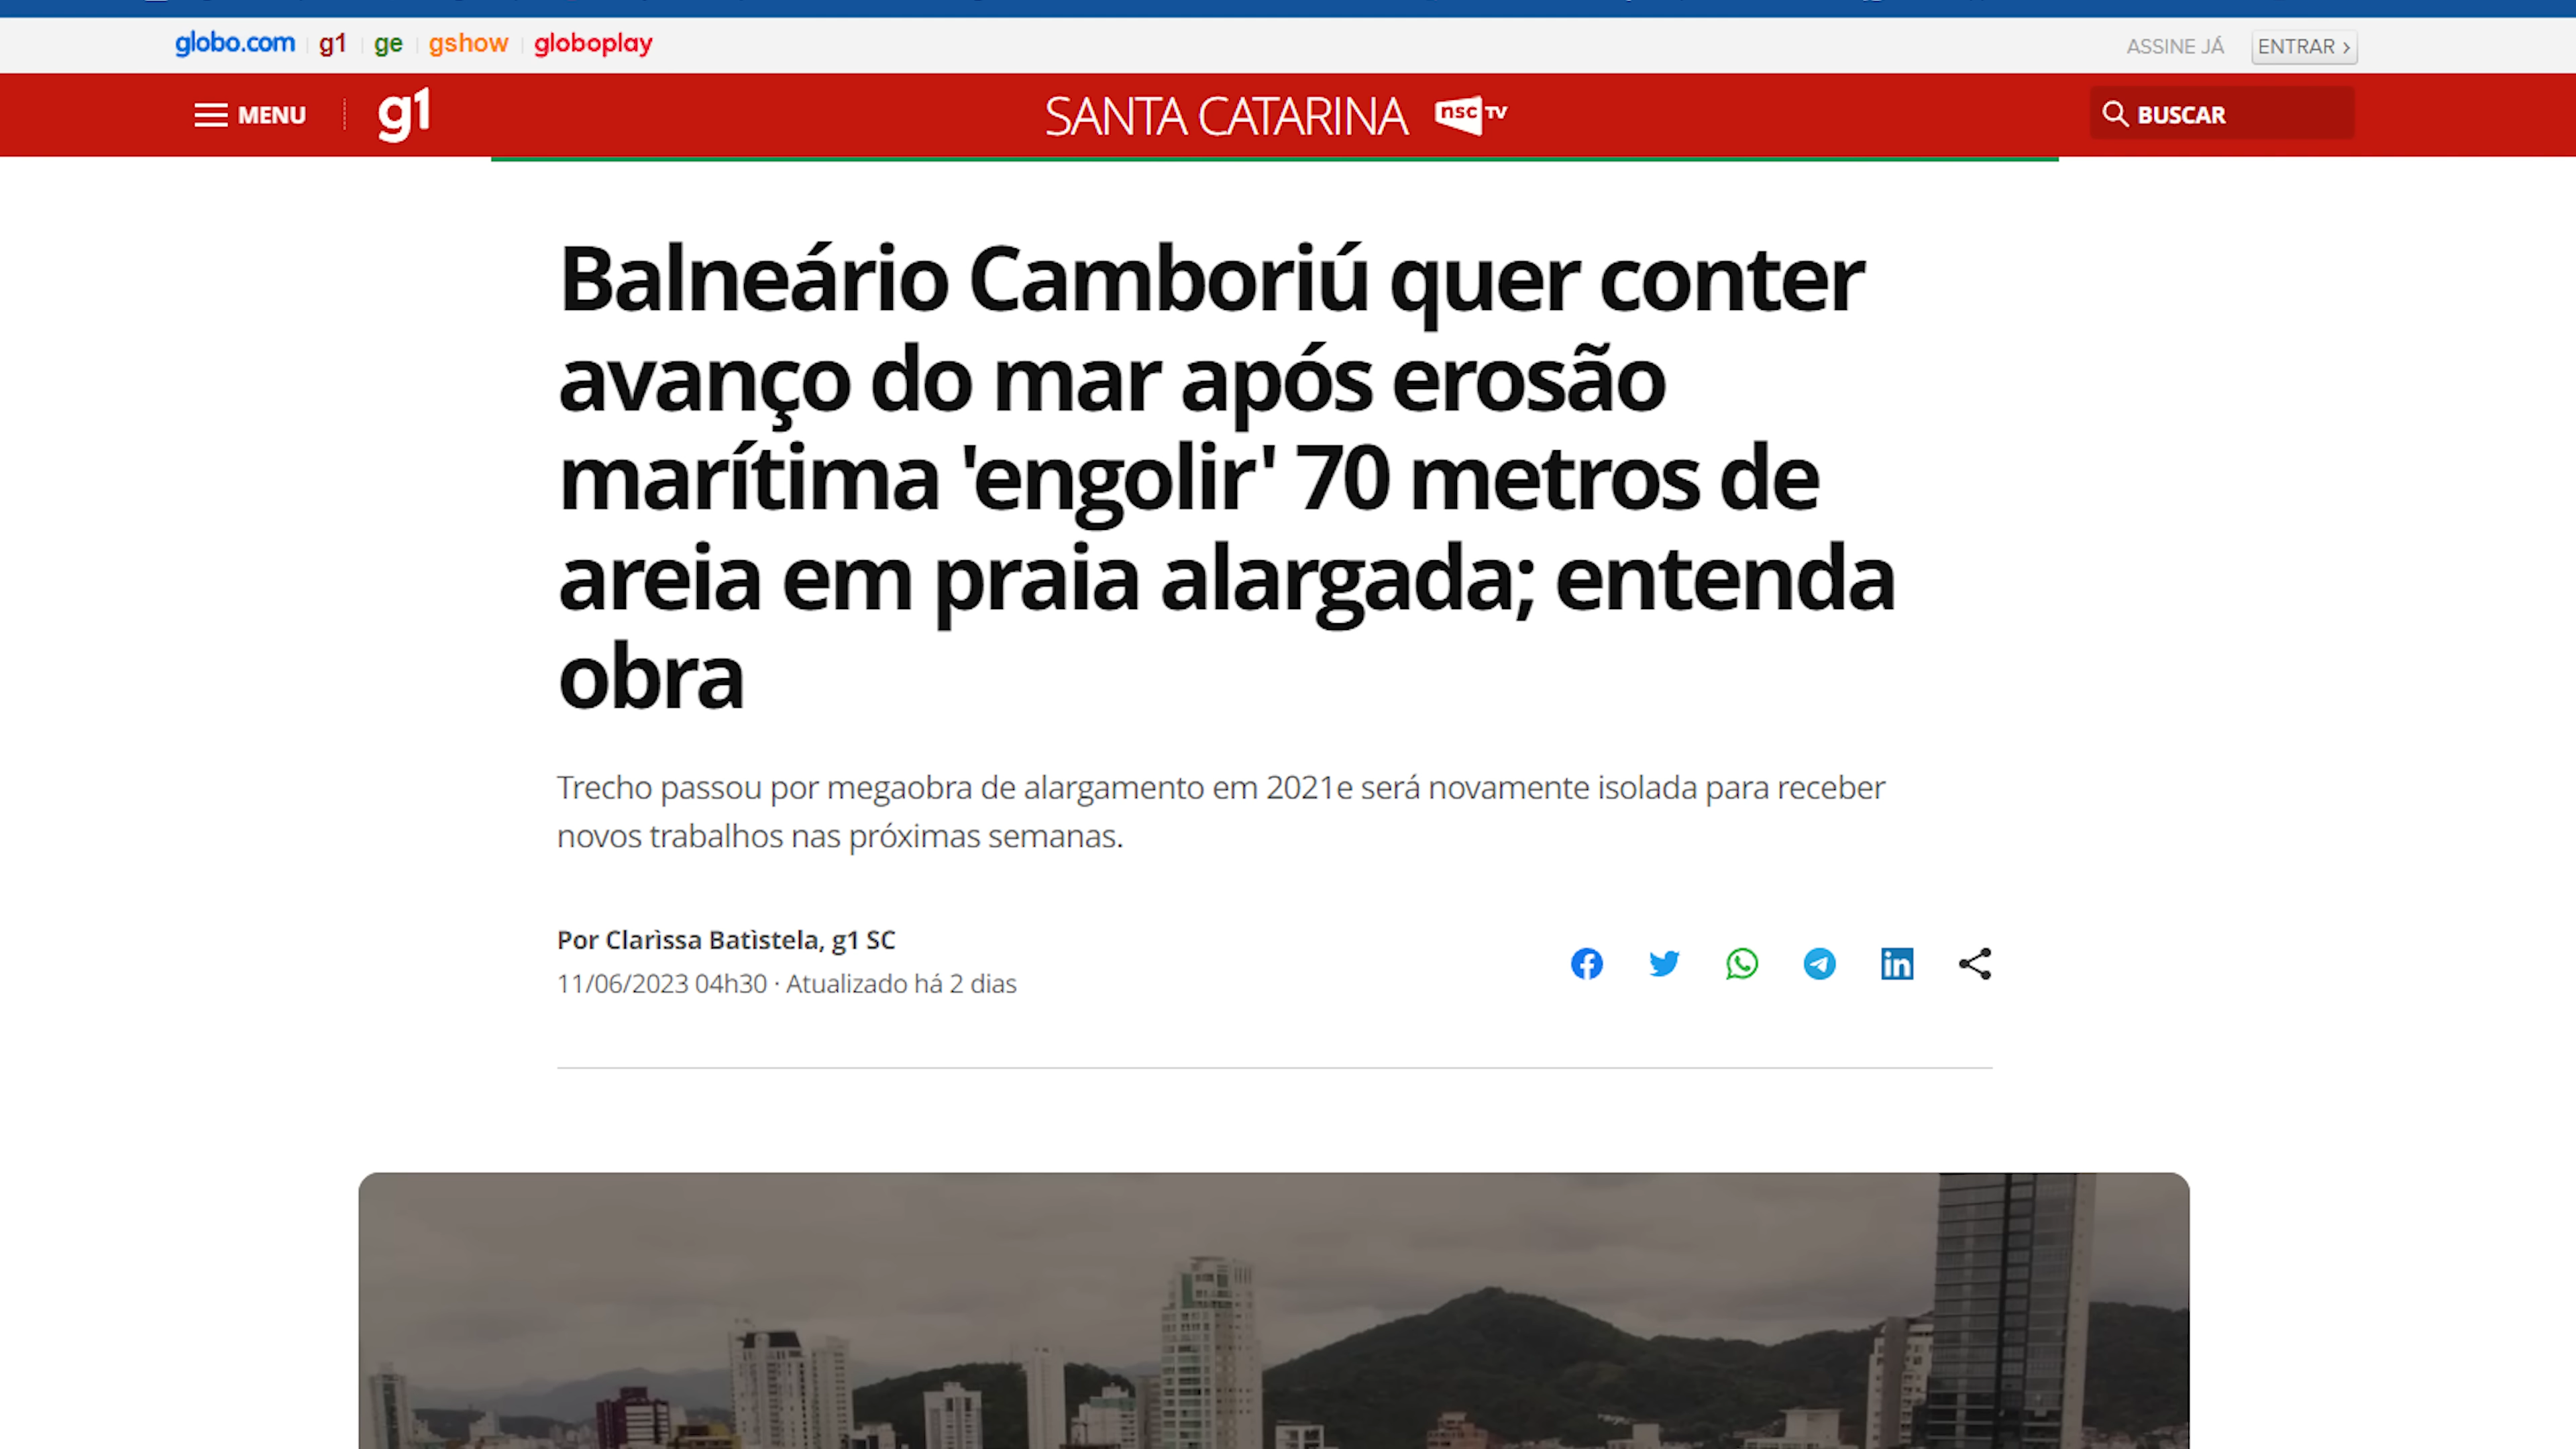 globo.com g1 ge gshow globoplay ASSINE JÁ ENTRAR ›
MENU g1 SANTA CATARINA nsc TV BUSCAR
Balneário Camboriú quer conter
avanço do mar após erosão
marítima 'engolir' 70 metros de
areia em praia alargada; entenda
obra
Trecho passou por megaobra de alargamento em 2021e será novamente isolada para receber
novos trabalhos nas próximas semanas.
Por Clarissa Batistela, g1 SC
11/06/2023 04h30 · Atualizado há 2 dias
in